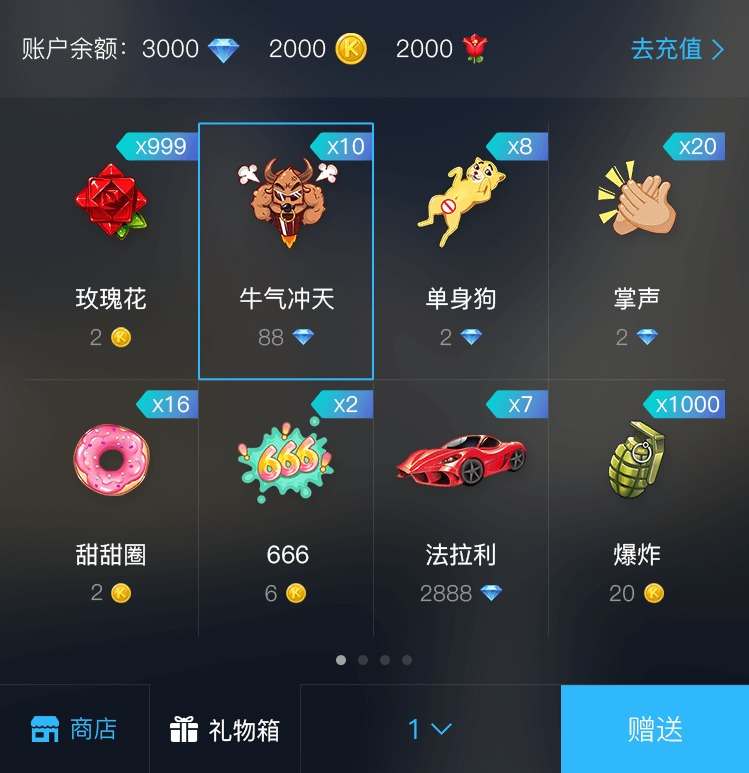 账户余额：3000 2000 K 2000 去充值
x999 x10 x8 x20
玫瑰花 牛气冲天 单身狗 掌声
2 K 88 2 2
x16 x2 x7 x1000
666
甜甜圈 666 法拉利 爆炸
2 K 6 K 2888 20 K
商店 礼物箱 1 赠送